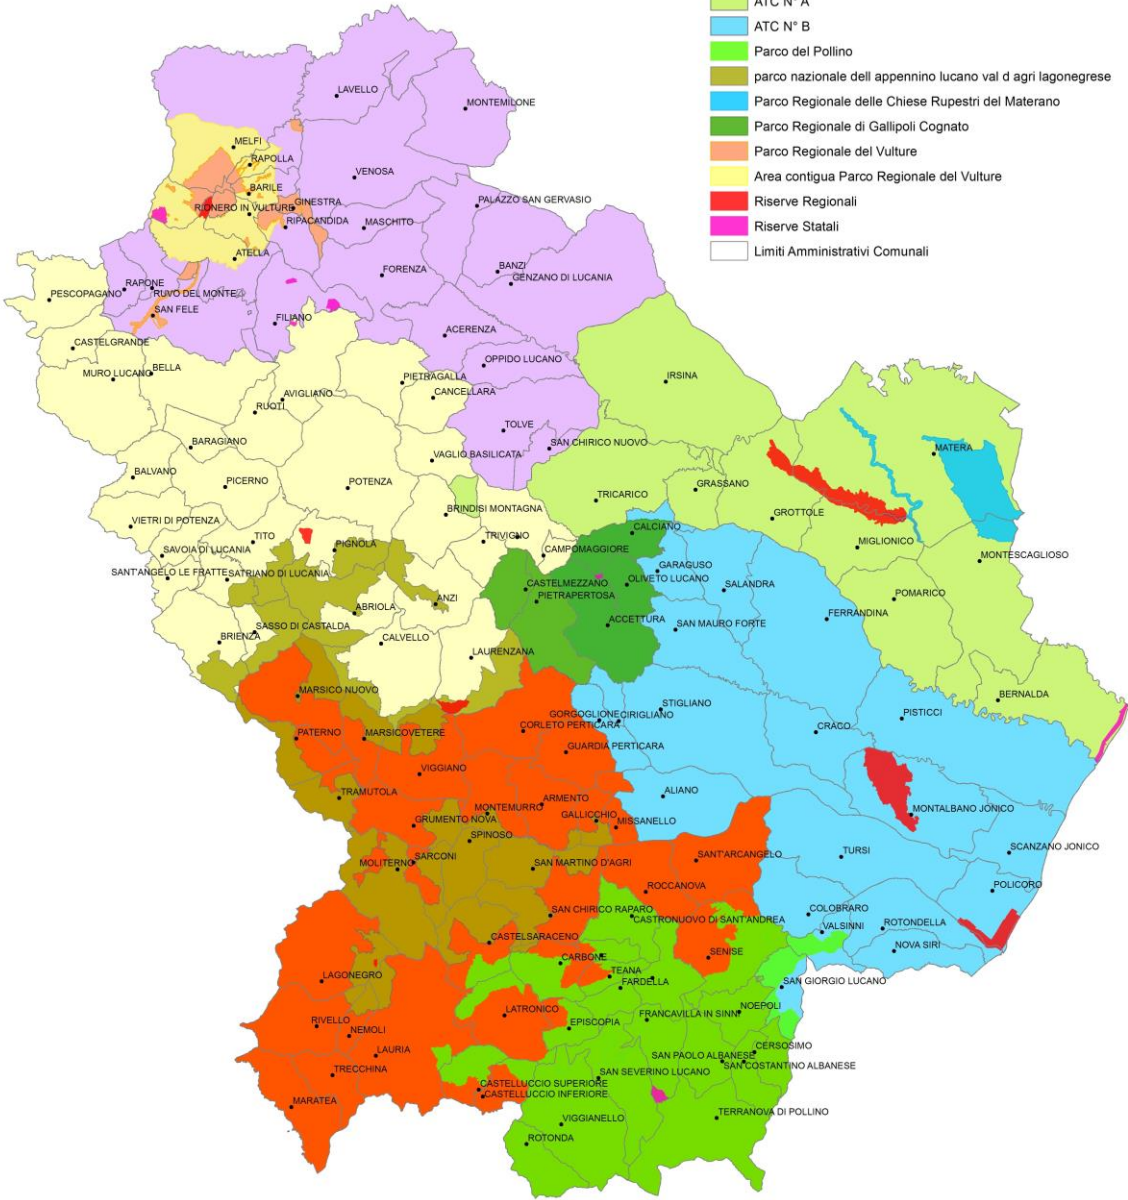 ATC N° A
ATC N° B
Parco del Pollino
parco nazionale dell appennino lucano val d agri lagonegrese
Parco Regionale delle Chiese Rupestri del Materano
Parco Regionale di Gallipoli Cognato
Parco Regionale del Vulture
Area contigua Parco Regionale del Vulture
Riserve Regionali
Riserve Statali
Limiti Amministrativi Comunali
LAVELLO
MONTEMILONE
MELFI
RAPOLLA
VENOSA
BARILE
GINESTRA
PALAZZO SAN GERVASIO
RIONERO IN VULTURE
RIPACANDIDA
MASCHITO
ATELLA
BANZI
FORENZA
GENZANO DI LUCANIA
RAPONE
PESCOPAGANO
RUVO DEL MONTE
SAN FELE
FILIANO
ACERENZA
CASTELGRANDE
OPPIDO LUCANO
BELLA
MURO LUCANO
PIETRAGALLA
IRSINA
CANCELLARA
AVIGLIANO
RUOTI
TOLVE
BARAGIANO
SAN CHIRICO NUOVO
MATERA
VAGLIO BASILICATA
BALVANO
PICERNO
POTENZA
GRASSANO
TRICARICO
BRINDISI MONTAGNA
GROTTOLE
VIETRI DI POTENZA
CALCIANO
TITO
TRIVIGNO
PIGNOLA
MIGLIONICO
SAVOIA DI LUCANIA
CAMPOMAGGIORE
MONTESCAGLIOSO
SANT'ANGELO LE FRATTE
SATRIANO DI LUCANIA
GARAGUSO
CASTELMEZZANO
OLIVETO LUCANO
SALANDRA
PIETRAPERTOSA
POMARICO
ANZI
ABRIOLA
FERRANDINA
ACCETTURA
SAN MAURO FORTE
SASSO DI CASTALDA
BRIENZA
CALVELLO
LAURENZANA
MARSICO NUOVO
BERNALDA
STIGLIANO
GORGOGLIONE
CIRIGLIANO
PISTICCI
CORLETO PERTICARA
CRACO
PATERNO
MARSICOVETERE
GUARDIA PERTICARA
VIGGIANO
TRAMUTOLA
ALIANO
ARMENTO
MONTEMURRO
MONTALBANO JONICO
GALLICCHIO
GRUMENTO NOVA
MISSANELLO
SPINOSO
SCANZANO JONICO
SARCONI
MOLITERNO
SAN MARTINO D'AGRI
SANT'ARCANGELO
TURSI
ROCCANOVA
POLICORO
SAN CHIRICO RAPARO
CASTRONUOVO DI SANT'ANDREA
COLOBRARO
VALSINNI
ROTONDELLA
CASTELSARACENO
SENISE
NOVA SIRI
CARBONE
TEANA
LAGONEGRO
FARDELLA
SAN GIORGIO LUCANO
NOEPOLI
LATRONICO
FRANCAVILLA IN SINNI
RIVELLO
EPISCOPIA
NEMOLI
CERSOSIMO
LAURIA
SAN PAOLO ALBANESE
SAN COSTANTINO ALBANESE
TRECCHINA
SAN SEVERINO LUCANO
CASTELLUCCIO SUPERIORE
CASTELLUCCIO INFERIORE
MARATEA
TERRANOVA DI POLLINO
VIGGIANELLO
ROTONDA